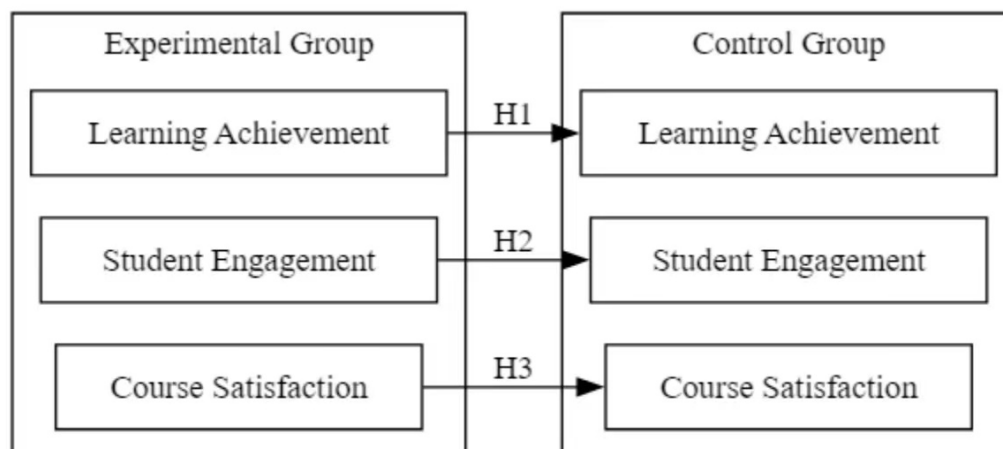 Experimental Group
Control Group
Learning Achievement
H1
Learning Achievement
Student Engagement
H2
Student Engagement
Course Satisfaction
H3
Course Satisfaction